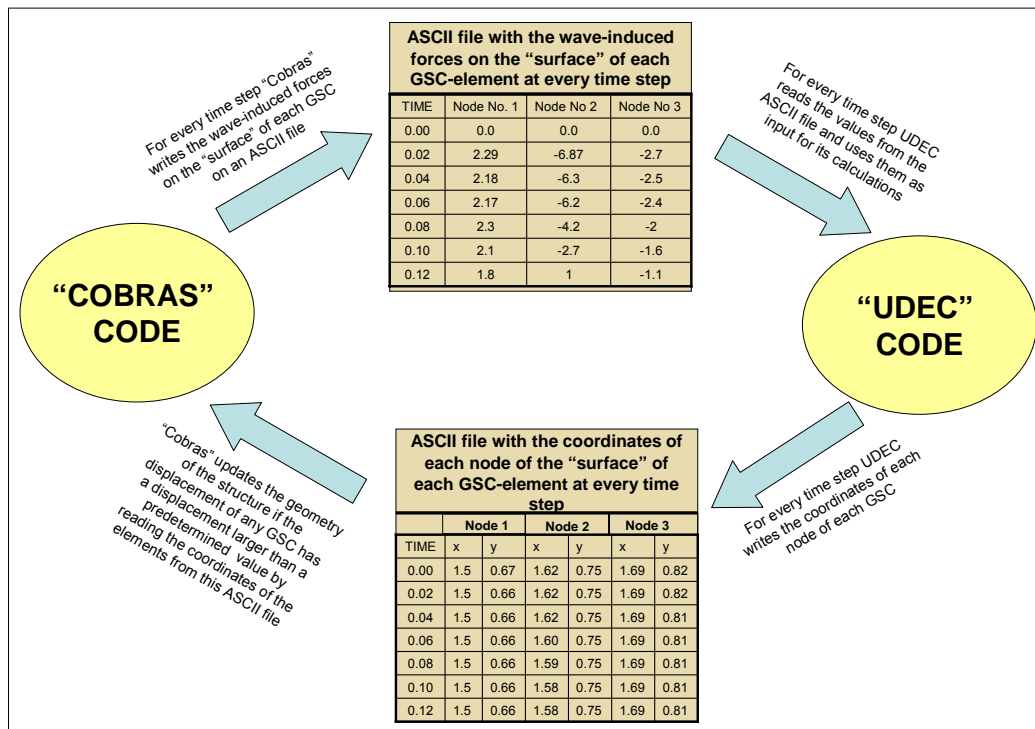 For every time step “Cobras”
writes the wave-induced forces
on the “surface” of each GSC
on an ASCII file
ASCII file with the wave-induced
forces on the “surface” of each
GSC-element at every time step
TIME Node No. 1 Node No 2 Node No 3
0.00 0.0 0.0 0.0
0.02 2.29 -6.87 -2.7
0.04 2.18 -6.3 -2.5
0.06 2.17 -6.2 -2.4
0.08 2.3 -4.2 -2
0.10 2.1 -2.7 -1.6
0.12 1.8 1 -1.1
For every time step UDEC
reads the values from the
ASCII file and uses them as
input for its calculations
“COBRAS”
CODE
“UDEC”
CODE
“Cobras” updates the geometry
of the structure if the
displacement of any GSC has
a displacement larger than a
predetermined value by
reading the coordinates of the
elements from this ASCII file
ASCII file with the coordinates of
each node of the “surface” of
each GSC-element at every time
step
Node 1 Node 2 Node 3
TIME x y x y x y
0.00 1.5 0.67 1.62 0.75 1.69 0.82
0.02 1.5 0.66 1.62 0.75 1.69 0.82
0.04 1.5 0.66 1.62 0.75 1.69 0.81
0.06 1.5 0.66 1.60 0.75 1.69 0.81
0.08 1.5 0.66 1.59 0.75 1.69 0.81
0.10 1.5 0.66 1.58 0.75 1.69 0.81
0.12 1.5 0.66 1.58 0.75 1.69 0.81
For every time step UDEC
writes the coordinates of each
node of each GSC